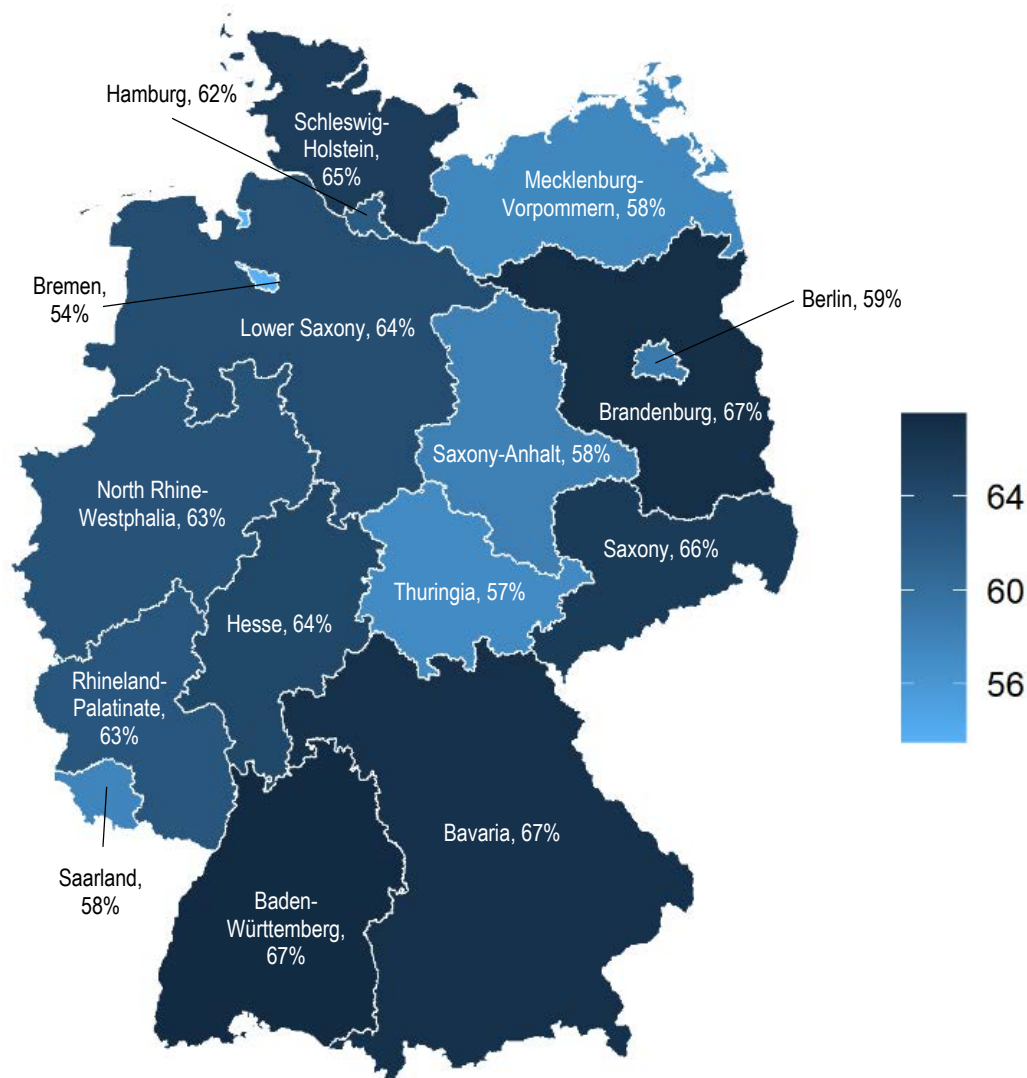 Hamburg, 62%
Schleswig-
Holstein,
65%
Mecklenburg-
Vorpommern, 58%
Bremen,
54%
Lower Saxony, 64%
Berlin, 59%
Brandenburg, 67%
Saxony-Anhalt, 58%
North Rhine-
Westphalia, 63%
Saxony, 66%
Thuringia, 57%
Hesse, 64%
Rhineland-
Palatinate,
63%
Saarland,
58%
Bavaria, 67%
Baden-
Württemberg,
67%
64
60
56